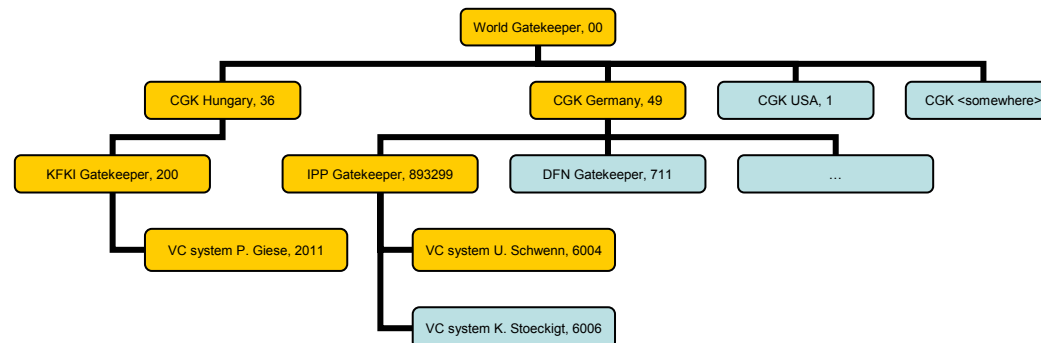 World Gatekeeper, 00
CGK Hungary, 36
CGK Germany, 49
CGK USA, 1
CGK <somewhere>
KFKI Gatekeeper, 200
IPP Gatekeeper, 893299
DFN Gatekeeper, 711
...
VC system P. Giese, 2011
VC system U. Schwenn, 6004
VC system K. Stoeckigt, 6006